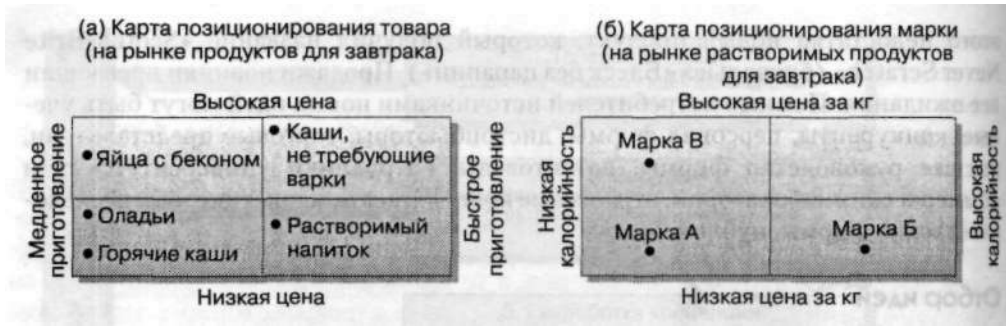 (а) Карта позиционирования товара
(на рынке продуктов для завтрака)
Высокая цена
Медленное
приготовление
Яйца с беконом
Каши,
не требующие
варки
Оладьи
Горячие каши
Растворимый
напиток
Быстрое
приготовление
Низкая цена
(б) Карта позиционирования марки
(на рынке растворимых продуктов
для завтрака)
Высокая цена за кг
Низкая
калорийность
Марка В
Марка А
Марка Б
Высокая
калорийность
Низкая цена за кг